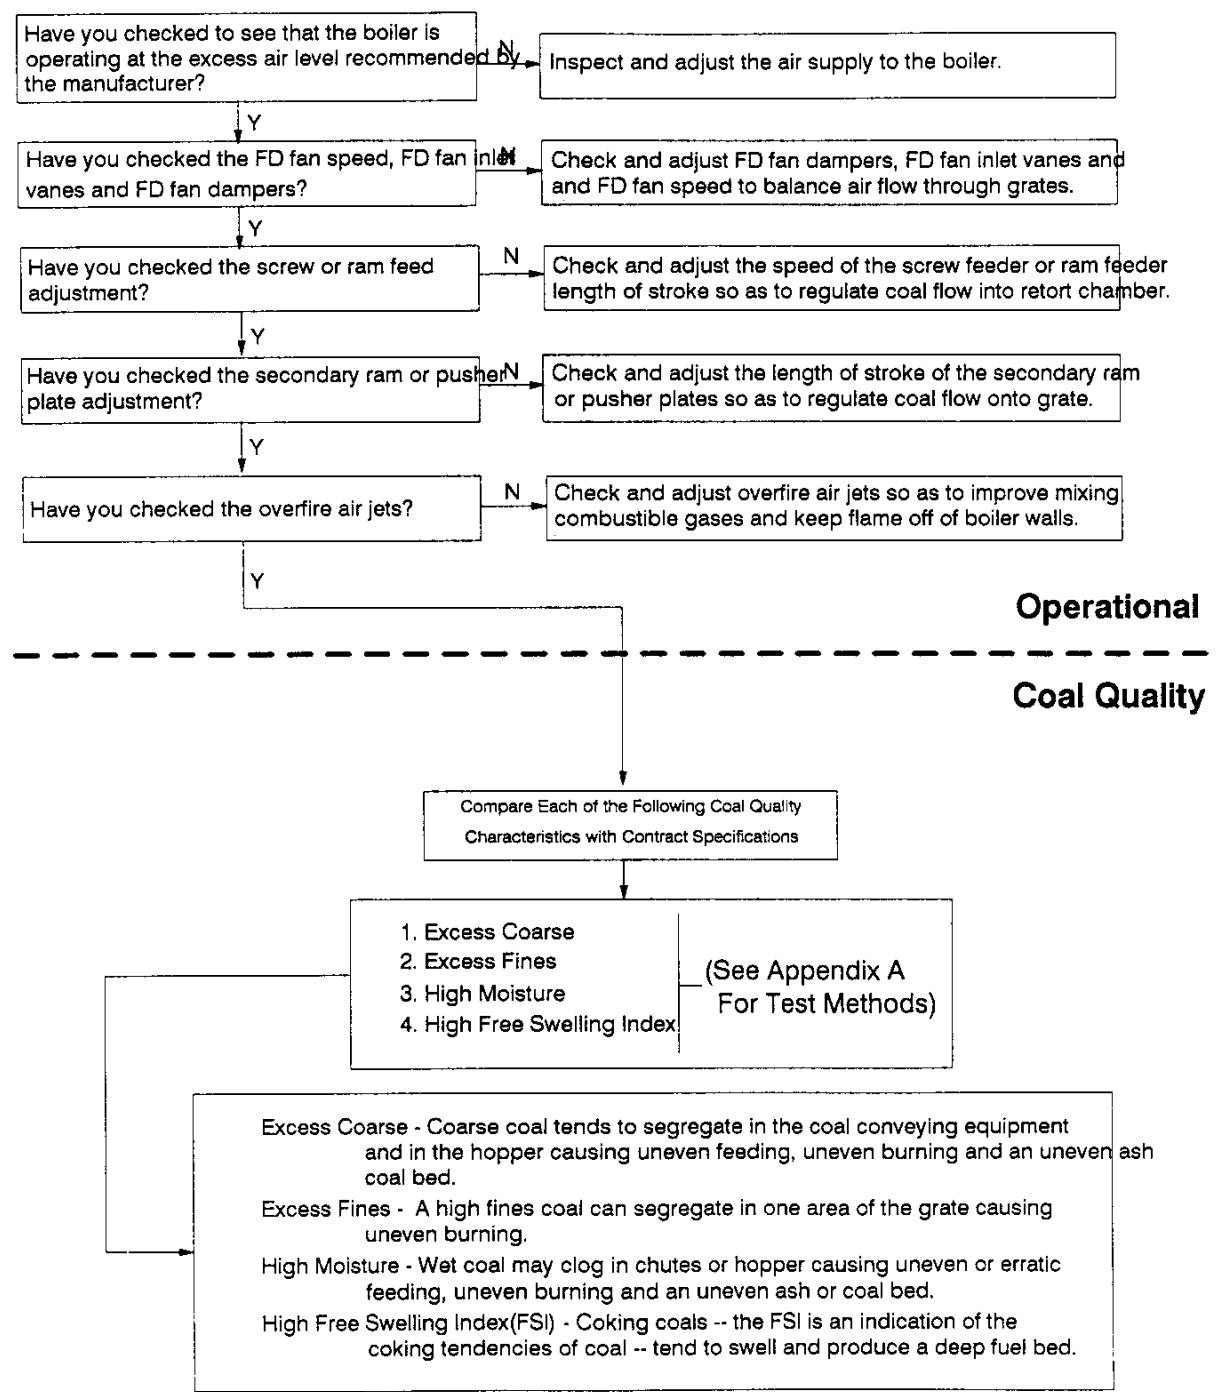 Have you checked to see that the boiler is
operating at the excess air level recommended by
the manufacturer?
N
Inspect and adjust the air supply to the boiler.
Y
Have you checked the FD fan speed, FD fan inlet
vanes and FD fan dampers?
N
Check and adjust FD fan dampers, FD fan inlet vanes and
and FD fan speed to balance air flow through grates.
Y
Have you checked the screw or ram feed
adjustment?
N
Check and adjust the speed of the screw feeder or ram feeder
length of stroke so as to regulate coal flow into retort chamber.
Y
Have you checked the secondary ram or pusher
plate adjustment?
N
Check and adjust the length of stroke of the secondary ram
or pusher plates so as to regulate coal flow onto grate.
Y
Have you checked the overfire air jets?
N
Check and adjust overfire air jets so as to improve mixing
combustible gases and keep flame off of boiler walls.
Y
Operational
Coal Quality
Compare Each of the Following Coal Quality
Characteristics with Contract Specifications
1. Excess Coarse
2. Excess Fines
3. High Moisture
4. High Free Swelling Index
(See Appendix A
For Test Methods)
Excess Coarse - Coarse coal tends to segregate in the coal conveying equipment
and in the hopper causing uneven feeding, uneven burning and an uneven ash
coal bed.
Excess Fines - A high fines coal can segregate in one area of the grate causing
uneven burning.
High Moisture - Wet coal may clog in chutes or hopper causing uneven or erratic
feeding, uneven burning and an uneven ash or coal bed.
High Free Swelling Index(FSI) - Coking coals -- the FSI is an indication of the
coking tendencies of coal -- tend to swell and produce a deep fuel bed.